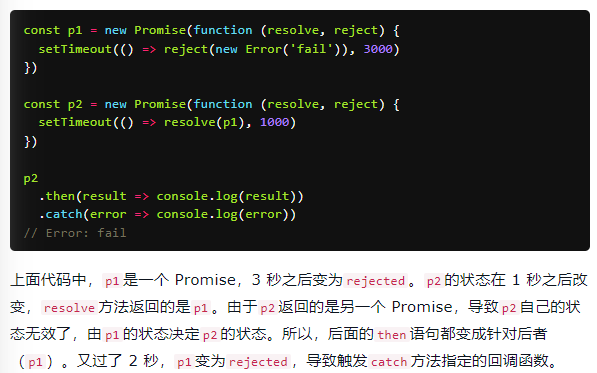 const p1 = new Promise(function (resolve, reject) {
  setTimeout(() => reject(new Error('fail')), 3000)
})

const p2 = new Promise(function (resolve, reject) {
  setTimeout(() => resolve(p1), 1000)
})

p2
  .then(result => console.log(result))
  .catch(error => console.log(error))
// Error: fail
上面代码中，p1是一个 Promise，3 秒之后变为rejected。p2的状态在 1 秒之后改
变，resolve方法返回的是p1。由于p2返回的是另一个 Promise，导致p2自己的状
态无效了，由p1的状态决定p2的状态。所以，后面的then语句都变成针对后者
（p1）。又过了 2 秒，p1变为rejected，导致触发catch方法指定的回调函数。